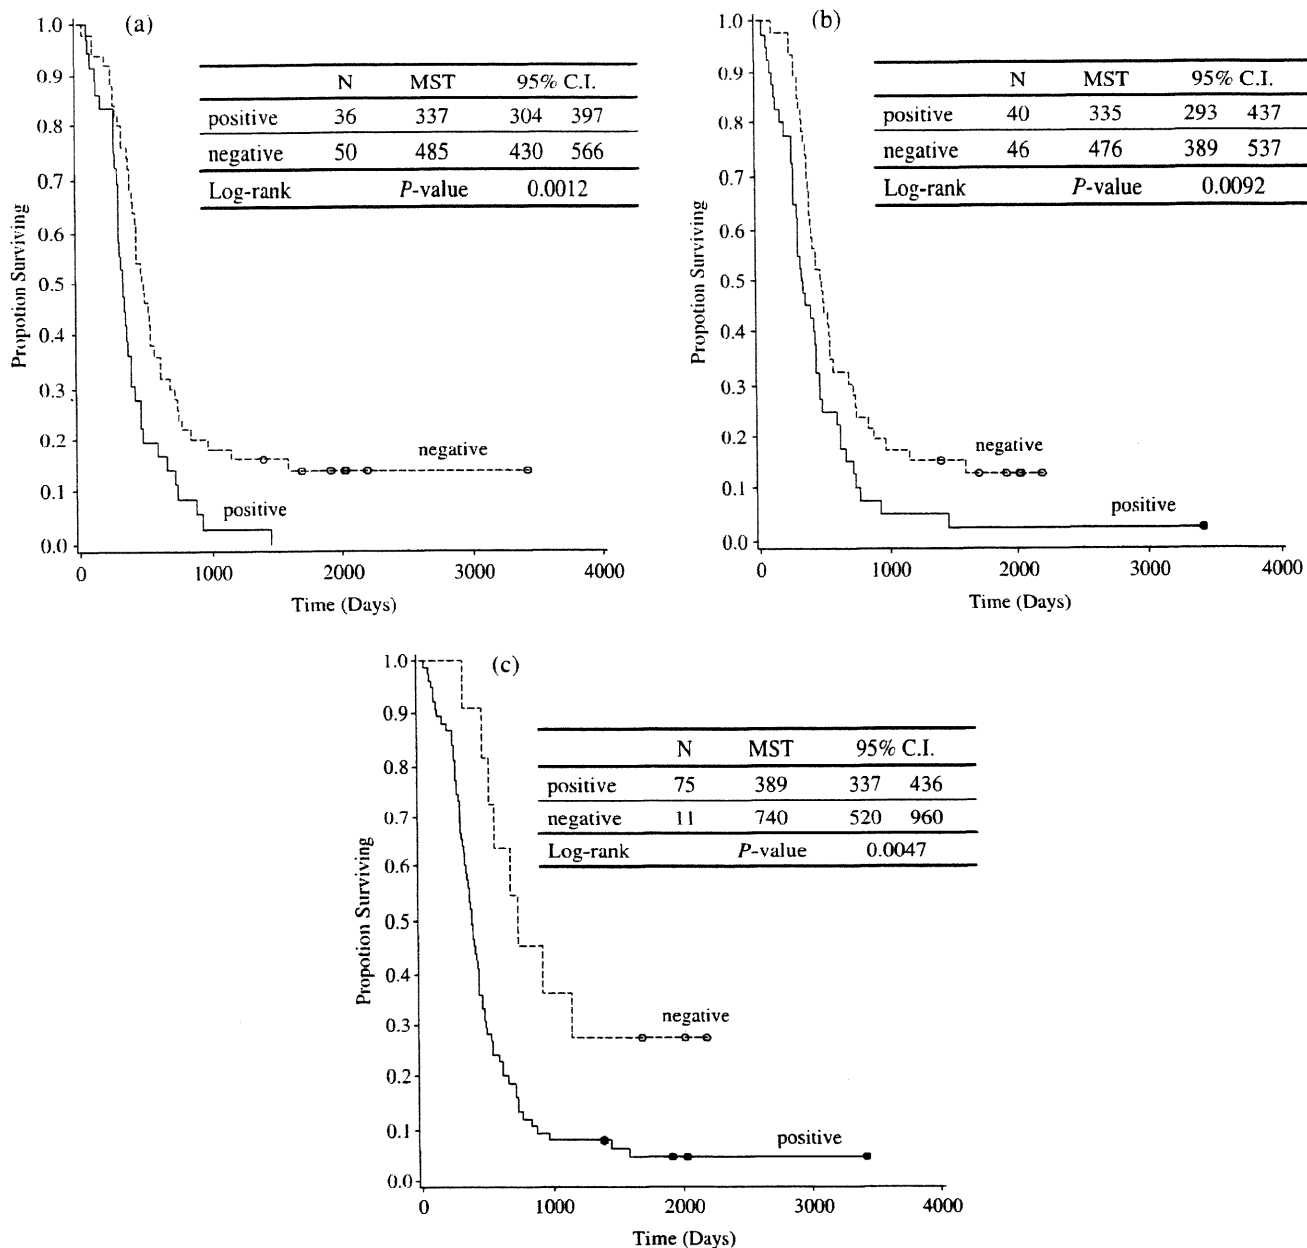 (a)
N MST 95% C.I.
positive 36 337 304 397
negative 50 485 430 566
Log-rank P-value 0.0012
1.0
0.9
0.8
0.7
0.6
0.5
0.4
0.3
0.2
0.1
0.0
Propotion Surviving
negative
positive
0 1000 2000 3000 4000
Time (Days)
(b)
N MST 95% C.I.
positive 40 335 293 437
negative 46 476 389 537
Log-rank P-value 0.0092
1.0
0.9
0.8
0.7
0.6
0.5
0.4
0.3
0.2
0.1
0.0
Propotion Surviving
negative
positive
0 1000 2000 3000 4000
Time (Days)
(c)
N MST 95% C.I.
positive 75 389 337 436
negative 11 740 520 960
Log-rank P-value 0.0047
1.0
0.9
0.8
0.7
0.6
0.5
0.4
0.3
0.2
0.1
0.0
Propotion Surviving
negative
positive
0 1000 2000 3000 4000
Time (Days)